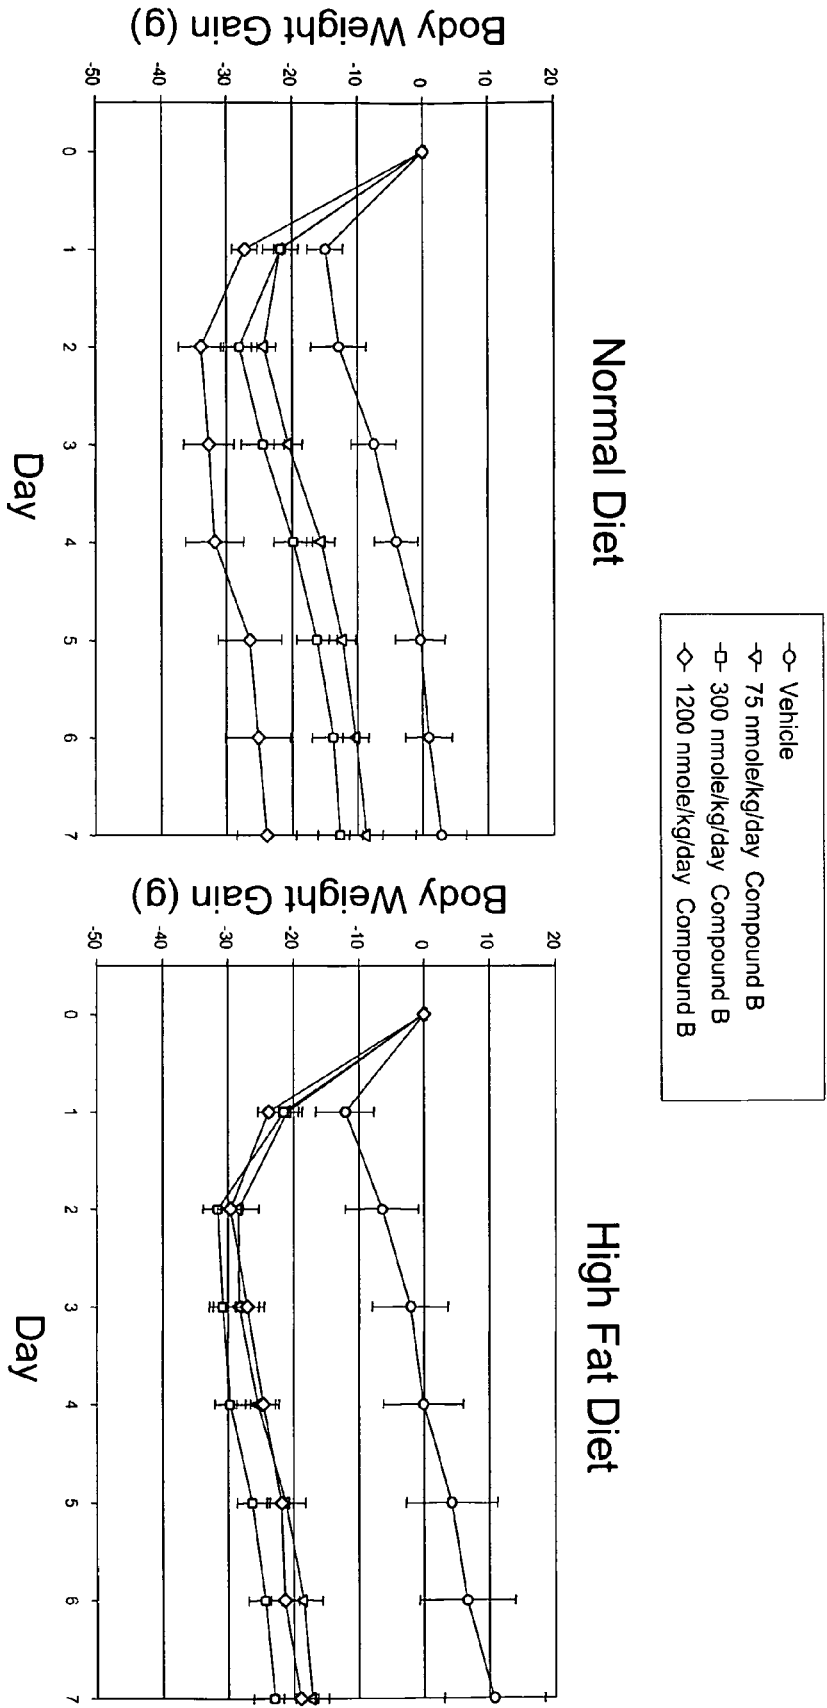 Vehicle
75 nmole/kg/day Compound B
300 nmole/kg/day Compound B
1200 nmole/kg/day Compound B
Normal Diet
Body Weight Gain (g)
20
10
0
-10
-20
-30
-40
-50
0 1 2 3 4 5 6 7
Day
High Fat Diet
Body Weight Gain (g)
20
10
0
-10
-20
-30
-40
-50
0 1 2 3 4 5 6 7
Day